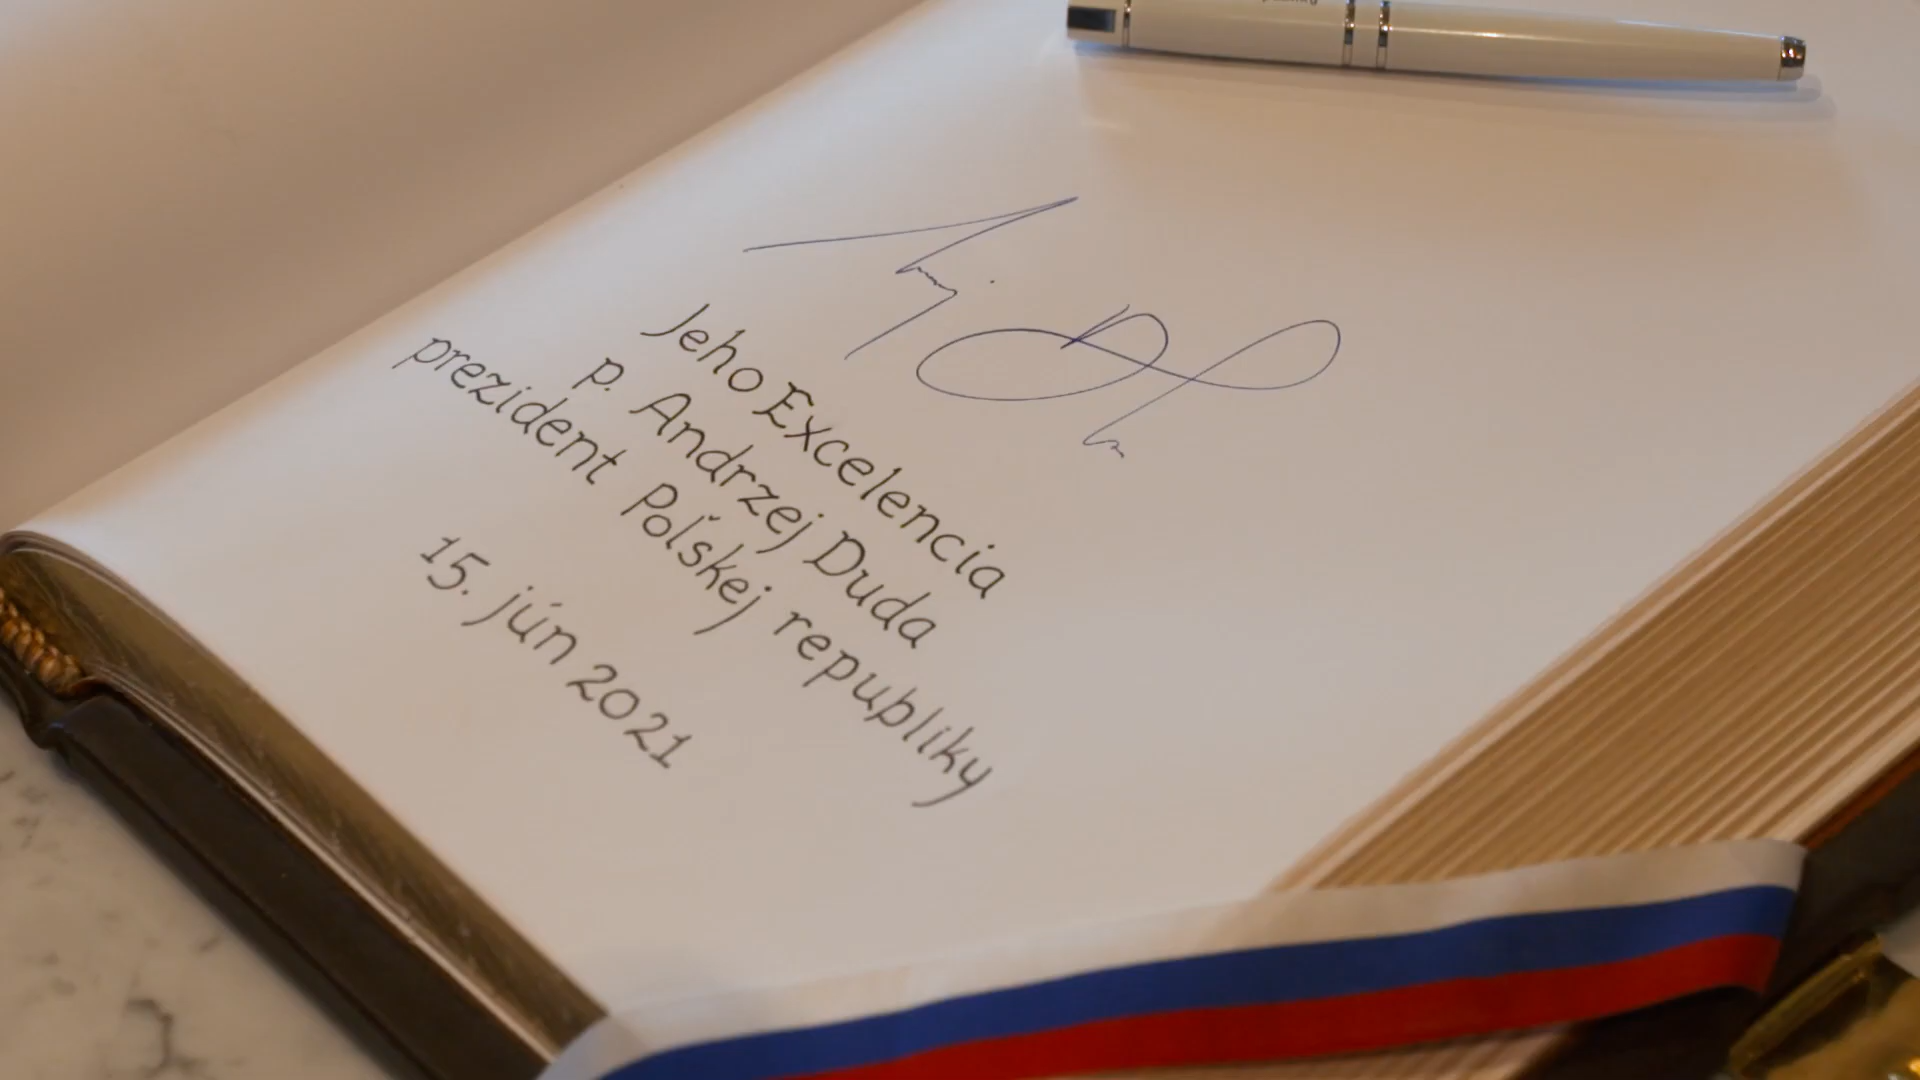 Jeho Excelencia
p. Andrzej Duda
prezident Poľskej republiky
15. jún 2021